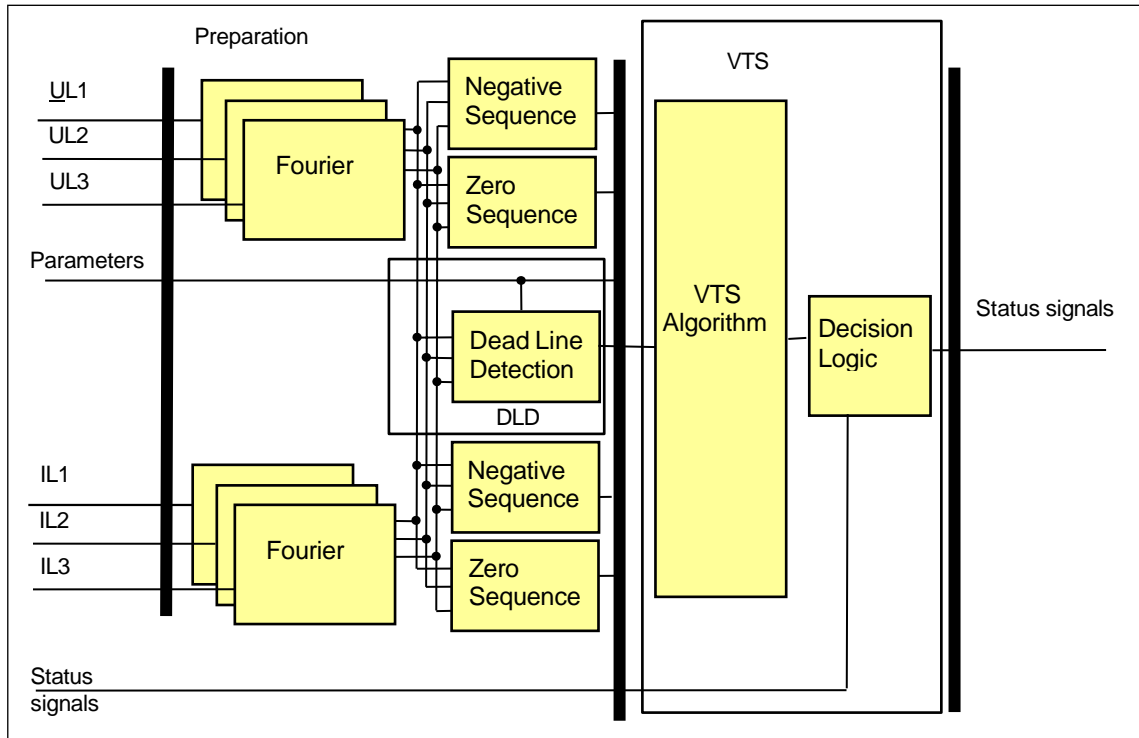 Preparation
VTS
UL1
UL2
UL3
Fourier
Negative
Sequence
Zero
Sequence
Parameters
VTS
Algorithm
Decision
Logic
Status signals
Dead Line
Detection
DLD
IL1
IL2
IL3
Fourier
Negative
Sequence
Zero
Sequence
Status
signals